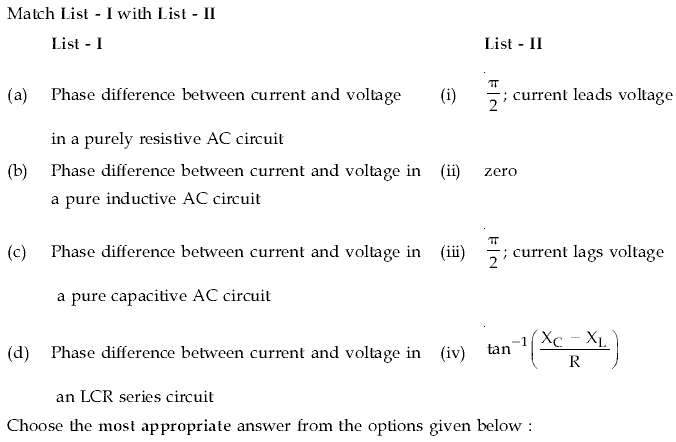 Match List - I with List - II
List - I List - II
(a) Phase difference between current and voltage (i) π/2 ; current leads voltage
in a purely resistive AC circuit
(b) Phase difference between current and voltage in (ii) zero
a pure inductive AC circuit
(c) Phase difference between current and voltage in (iii) π/2 ; current lags voltage
a pure capacitive AC circuit
(d) Phase difference between current and voltage in (iv) tan⁻¹((X_C − X_L)/R)
an LCR series circuit
Choose the most appropriate answer from the options given below :